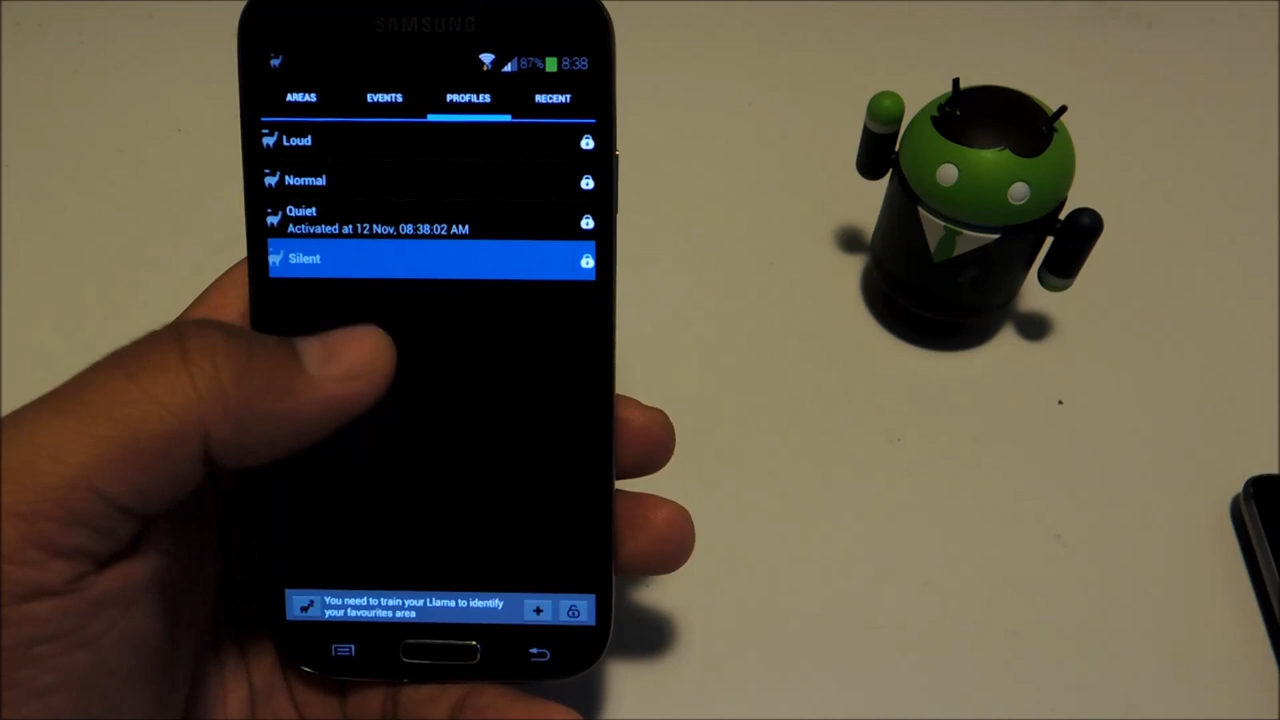 SAMSUNG
87% 8:38
AREAS EVENTS PROFILES RECENT
Loud
Normal
Quiet
Activated at 12 Nov, 08:38:02 AM
Silent
You need to train your Llama to identify
your favourites area